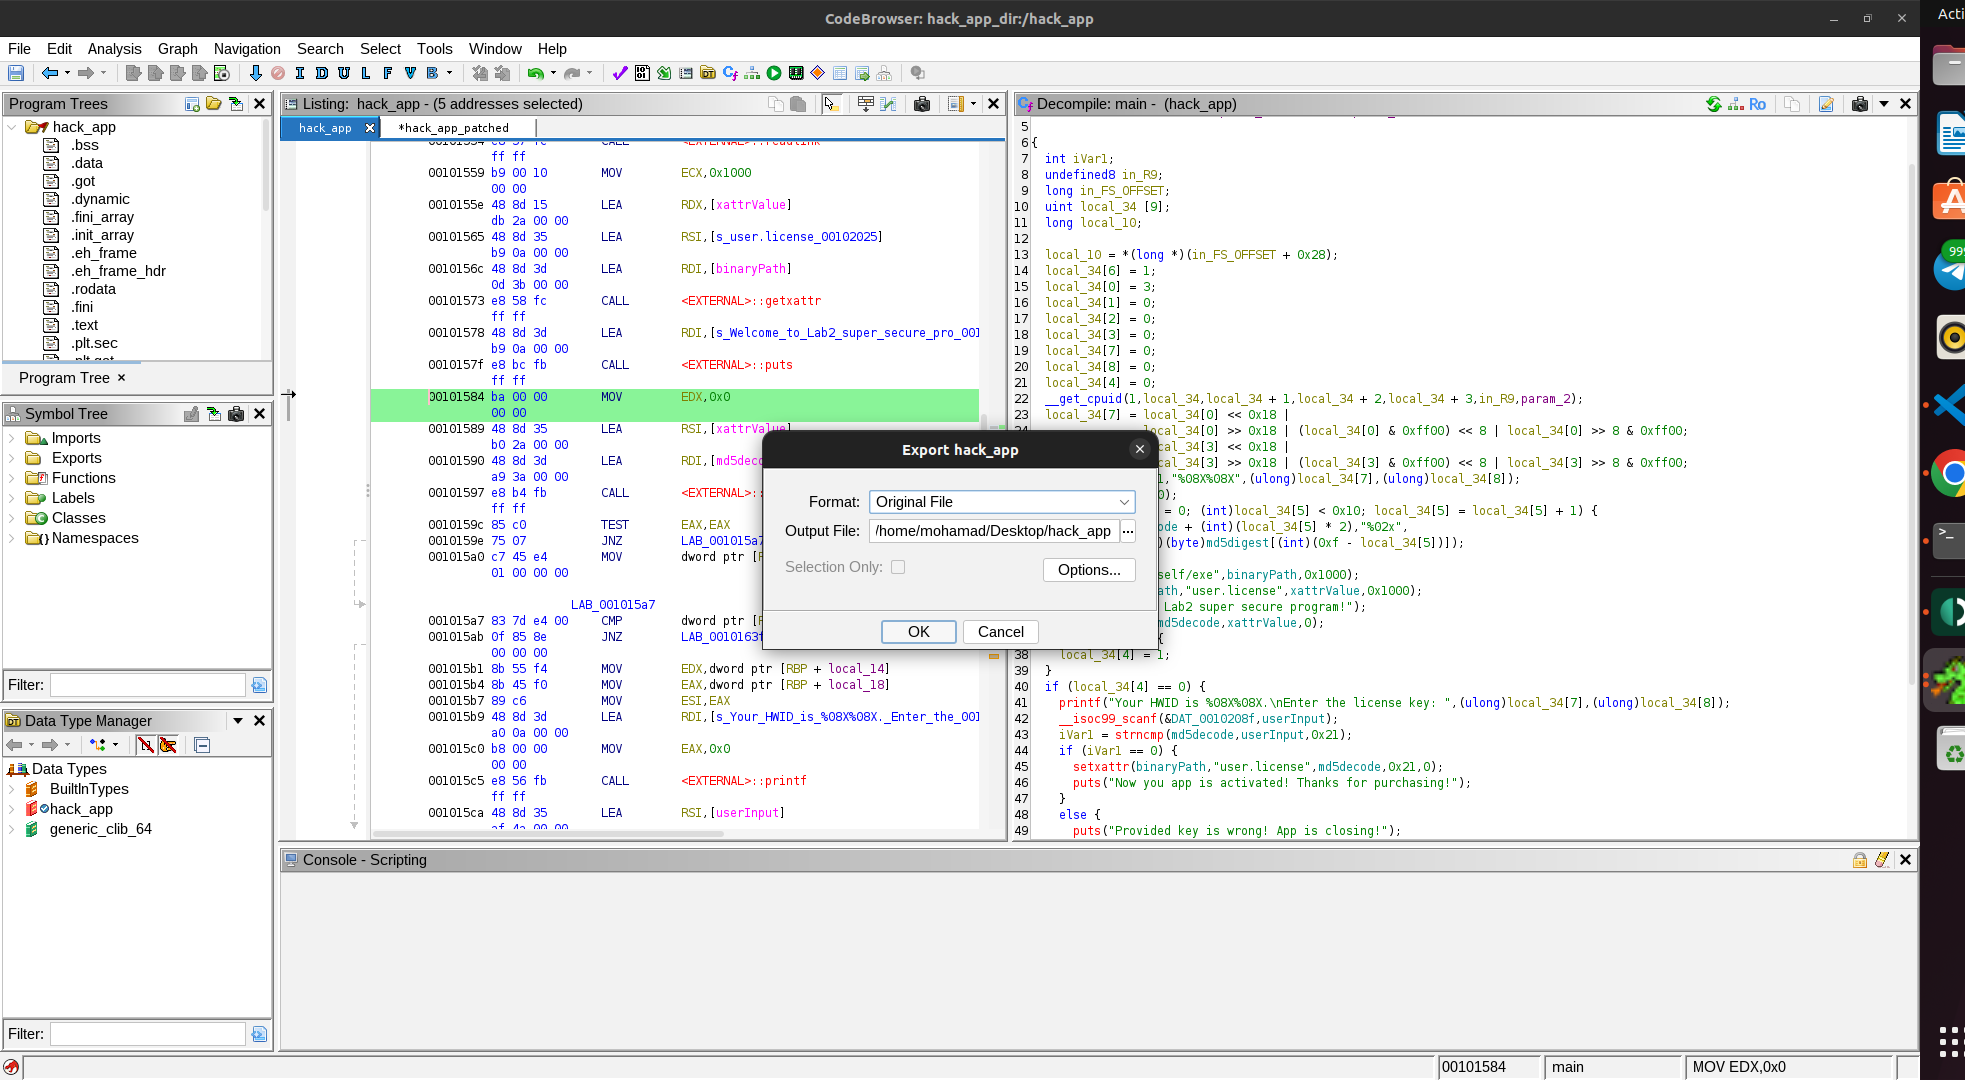 CodeBrowser: hack_app_dir:/hack_app
Acti
File Edit Analysis Graph Navigation Search Select Tools Window Help
I D U L F V B
Program Trees
hack_app
.bss
.data
.got
.dynamic
.fini_array
.init_array
.eh_frame
.eh_frame_hdr
.rodata
.fini
.text
.plt.sec
.plt.got
Program Tree ×
Symbol Tree
Imports
Exports
Functions
Labels
Classes
Namespaces
Filter:
Data Type Manager
Data Types
BuiltInTypes
hack_app
generic_clib_64
Filter:
Listing: hack_app - (5 addresses selected)
hack_app *hack_app_patched
00101554 e8 57 fc CALL <EXTERNAL>::readlink
ff ff
00101559 b9 00 10 MOV ECX,0x1000
00 00
0010155e 48 8d 15 LEA RDX,[xattrValue]
db 2a 00 00
00101565 48 8d 35 LEA RSI,[s_user.license_00102025]
b9 0a 00 00
0010156c 48 8d 3d LEA RDI,[binaryPath]
0d 3b 00 00
00101573 e8 58 fc CALL <EXTERNAL>::getxattr
ff ff
00101578 48 8d 3d LEA RDI,[s_Welcome_to_Lab2_super_secure_pro_001
b9 0a 00 00
0010157f e8 bc fb CALL <EXTERNAL>::puts
ff ff
00101584 ba 00 00 MOV EDX,0x0
00 00
00101589 48 8d 35 LEA RSI,[xattrValue]
b0 2a 00 00
00101590 48 8d 3d LEA RDI,[md5deco
a9 3a 00 00
00101597 e8 b4 fb CALL <EXTERNAL>:
ff ff
0010159c 85 c0 TEST EAX,EAX
0010159e 75 07 JNZ LAB_001015a7
001015a0 c7 45 e4 MOV dword ptr [R
01 00 00 00
LAB_001015a7
001015a7 83 7d e4 00 CMP dword ptr [R
001015ab 0f 85 8e JNZ LAB_0010163f
00 00 00
001015b1 8b 55 f4 MOV EDX,dword ptr [RBP + local_14]
001015b4 8b 45 f0 MOV EAX,dword ptr [RBP + local_18]
001015b7 89 c6 MOV ESI,EAX
001015b9 48 8d 3d LEA RDI,[s_Your_HWID_is_%08X%08X._Enter_the_001
a0 0a 00 00
001015c0 b8 00 00 MOV EAX,0x0
00 00
001015c5 e8 56 fb CALL <EXTERNAL>::printf
ff ff
001015ca 48 8d 35 LEA RSI,[userInput]
af 4a 00 00
Decompile: main - (hack_app)
Ro
5
6 {
7 int iVar1;
8 undefined8 in_R9;
9 long in_FS_OFFSET;
10 uint local_34 [9];
11 long local_10;
12
13 local_10 = *(long *)(in_FS_OFFSET + 0x28);
14 local_34[6] = 1;
15 local_34[0] = 3;
16 local_34[1] = 0;
17 local_34[2] = 0;
18 local_34[3] = 0;
19 local_34[7] = 0;
20 local_34[8] = 0;
21 local_34[4] = 0;
22 __get_cpuid(1,local_34,local_34 + 1,local_34 + 2,local_34 + 3,in_R9,param_2);
23 local_34[7] = local_34[0] << 0x18 |
local_34[0] >> 0x18 | (local_34[0] & 0xff00) << 8 | local_34[0] >> 8 & 0xff00;
cal_34[3] << 0x18 |
cal_34[3] >> 0x18 | (local_34[3] & 0xff00) << 8 | local_34[3] >> 8 & 0xff00;
1,"%08X%08X",(ulong)local_34[7],(ulong)local_34[8]);
0);
= 0; (int)local_34[5] < 0x10; local_34[5] = local_34[5] + 1) {
ode + (int)(local_34[5] * 2),"%02x",
)(byte)md5digest[(int)(0xf - local_34[5])]);
self/exe",binaryPath,0x1000);
ath,"user.license",xattrValue,0x1000);
Lab2 super secure program!");
md5decode,xattrValue,0);
{
38 local_34[4] = 1;
39 }
40 if (local_34[4] == 0) {
41 printf("Your HWID is %08X%08X.\nEnter the license key: ",(ulong)local_34[7],(ulong)local_34[8]);
42 __isoc99_scanf(&DAT_0010208f,userInput);
43 iVar1 = strncmp(md5decode,userInput,0x21);
44 if (iVar1 == 0) {
45 setxattr(binaryPath,"user.license",md5decode,0x21,0);
46 puts("Now you app is activated! Thanks for purchasing!");
47 }
48 else {
49 puts("Provided key is wrong! App is closing!");
Export hack_app
Format: Original File
Output File: /home/mohamad/Desktop/hack_app ...
Selection Only:
Options...
OK Cancel
Console - Scripting
00101584 main MOV EDX,0x0